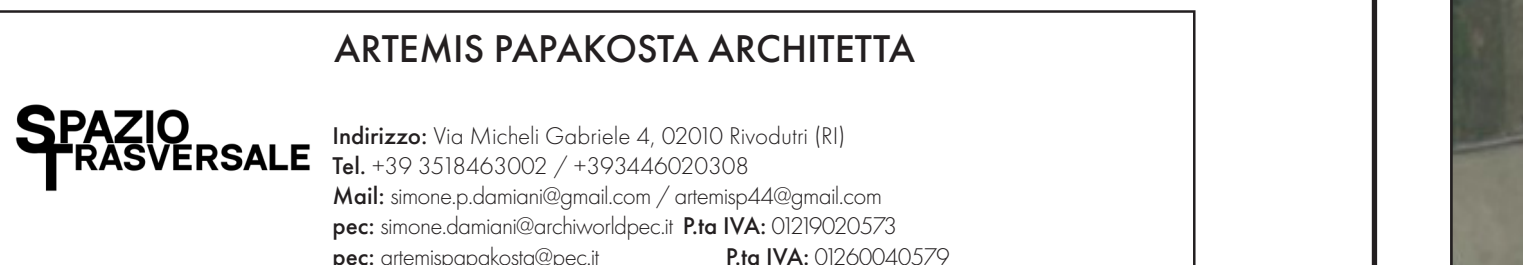 ARTEMIS PAPAKOSTA ARCHITETTA
SPAZIO
TRASVERSALE
Indirizzo: Via Micheli Gabriele 4, 02010 Rivodutri (RI)
Tel. +39 3518463002 / +393446020308
Mail: simone.p.damiani@gmail.com / artemisp44@gmail.com
pec: simone.damiani@archiworldpec.it P.ta IVA: 01219020573
pec: artemispapakosta@pec.it P.ta IVA: 01260040579